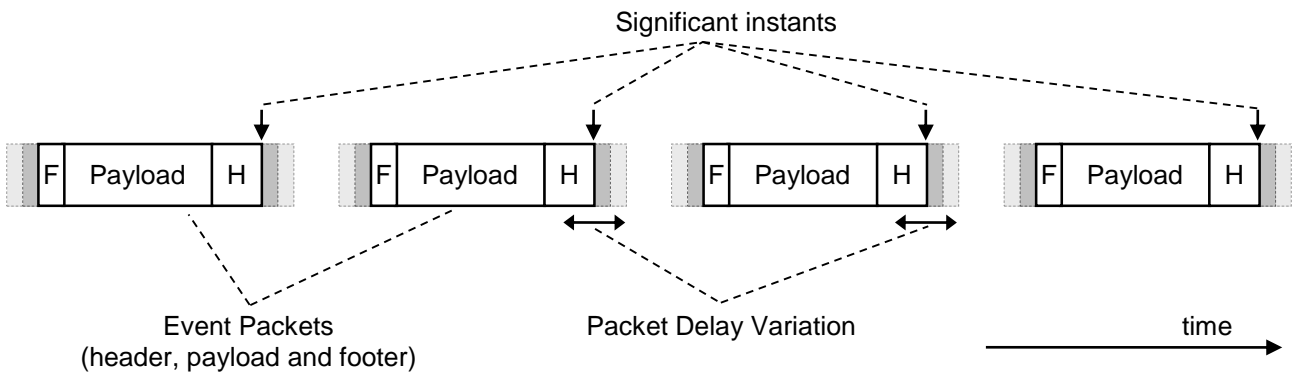 Significant instants
F Payload H
F Payload H
F Payload H
F Payload H
Event Packets
(header, payload and footer)
Packet Delay Variation
time